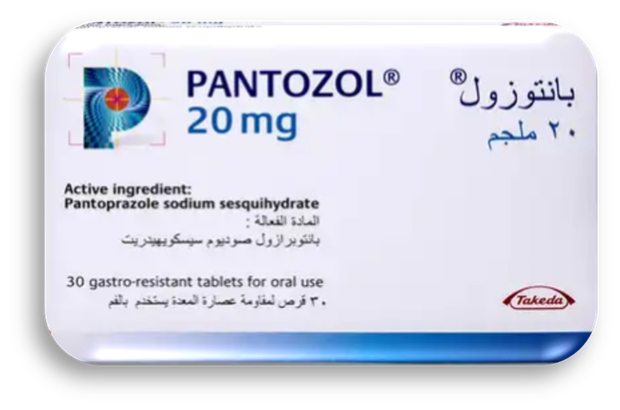 PANTOZOL®
20 mg
بانتوزول®
٢٠ ملجم
Active ingredient:
Pantoprazole sodium sesquihydrate
المادة الفعالة :
بانتوبرازول صوديوم سيسكويهيدريت
30 gastro-resistant tablets for oral use
٣٠ قرص لمقاومة عصارة المعدة يستخدم بالفم
Takeda